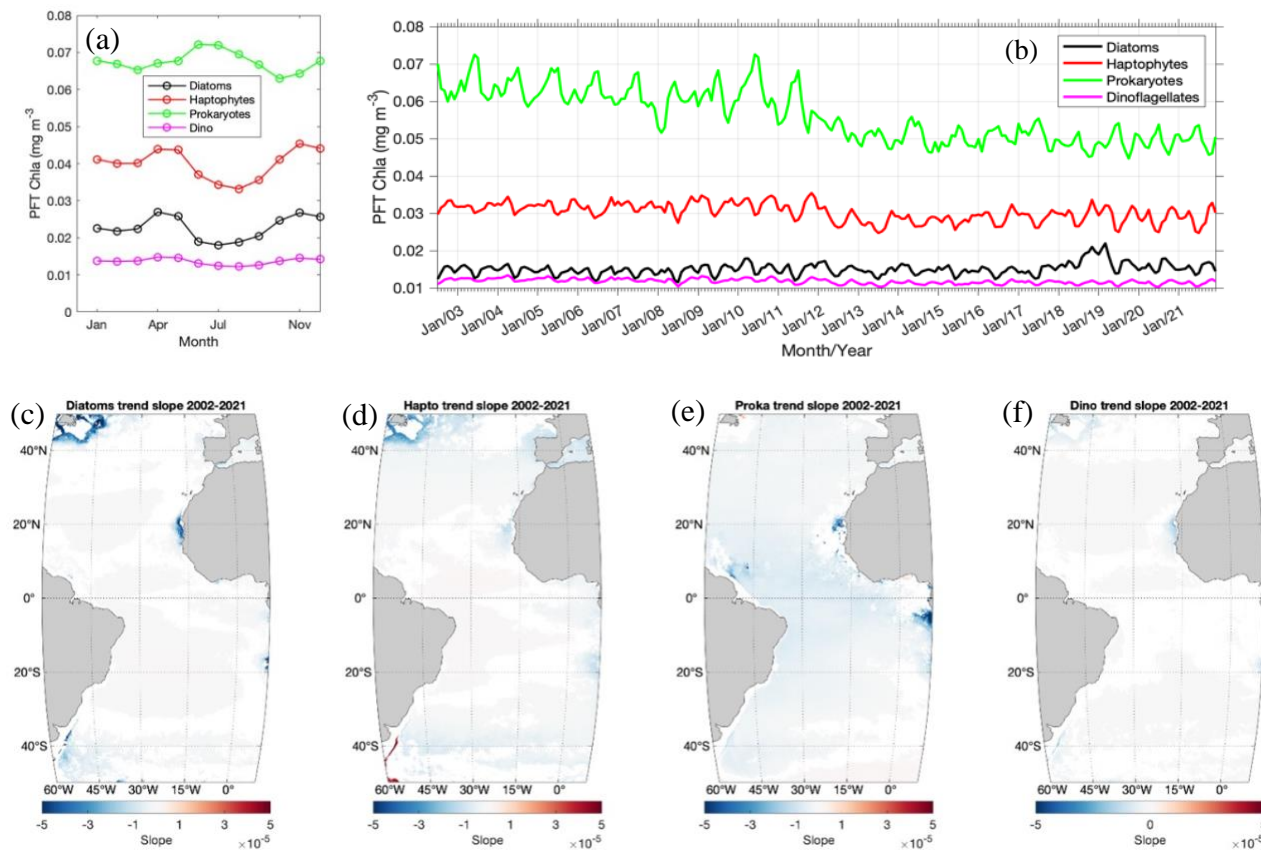 (a)
0.08
0.07
0.06
0.05
0.04
0.03
0.02
0.01
0
PFT Chla (mg m⁻³)
Diatoms
Haptophytes
Prokaryotes
Dino
Jan Apr Jul Nov
Month
(b)
0.08
0.07
0.06
0.05
0.04
0.03
0.02
0.01
PFT Chla (mg m⁻³)
Diatoms
Haptophytes
Prokaryotes
Dinoflagellates
Jan/03 Jan/04 Jan/05 Jan/06 Jan/07 Jan/08 Jan/09 Jan/10 Jan/11 Jan/12 Jan/13 Jan/14 Jan/15 Jan/16 Jan/17 Jan/18 Jan/19 Jan/20 Jan/21
Month/Year
(c)
Diatoms trend slope 2002-2021
40°N
20°N
0°
20°S
40°S
60°W 45°W 30°W 15°W 0°
-5 -3 -1 1 3 5
Slope ×10⁻⁵
(d)
Hapto trend slope 2002-2021
40°N
20°N
0°
20°S
40°S
60°W 45°W 30°W 15°W 0°
-5 -3 -1 1 3 5
Slope ×10⁻⁵
(e)
Proka trend slope 2002-2021
40°N
20°N
0°
20°S
40°S
60°W 45°W 30°W 15°W 0°
-5 -3 -1 1 3 5
Slope ×10⁻⁵
(f)
Dino trend slope 2002-2021
40°N
20°N
0°
20°S
40°S
60°W 45°W 30°W 15°W 0°
-5 0 5
Slope ×10⁻⁵